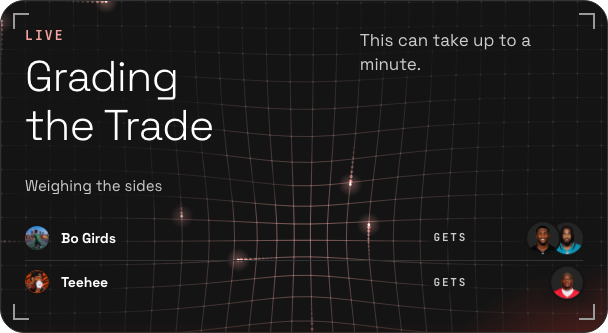 LIVE
Grading
the Trade
This can take up to a
minute.
Weighing the sides
Bo Girds
GETS
Teehee
GETS